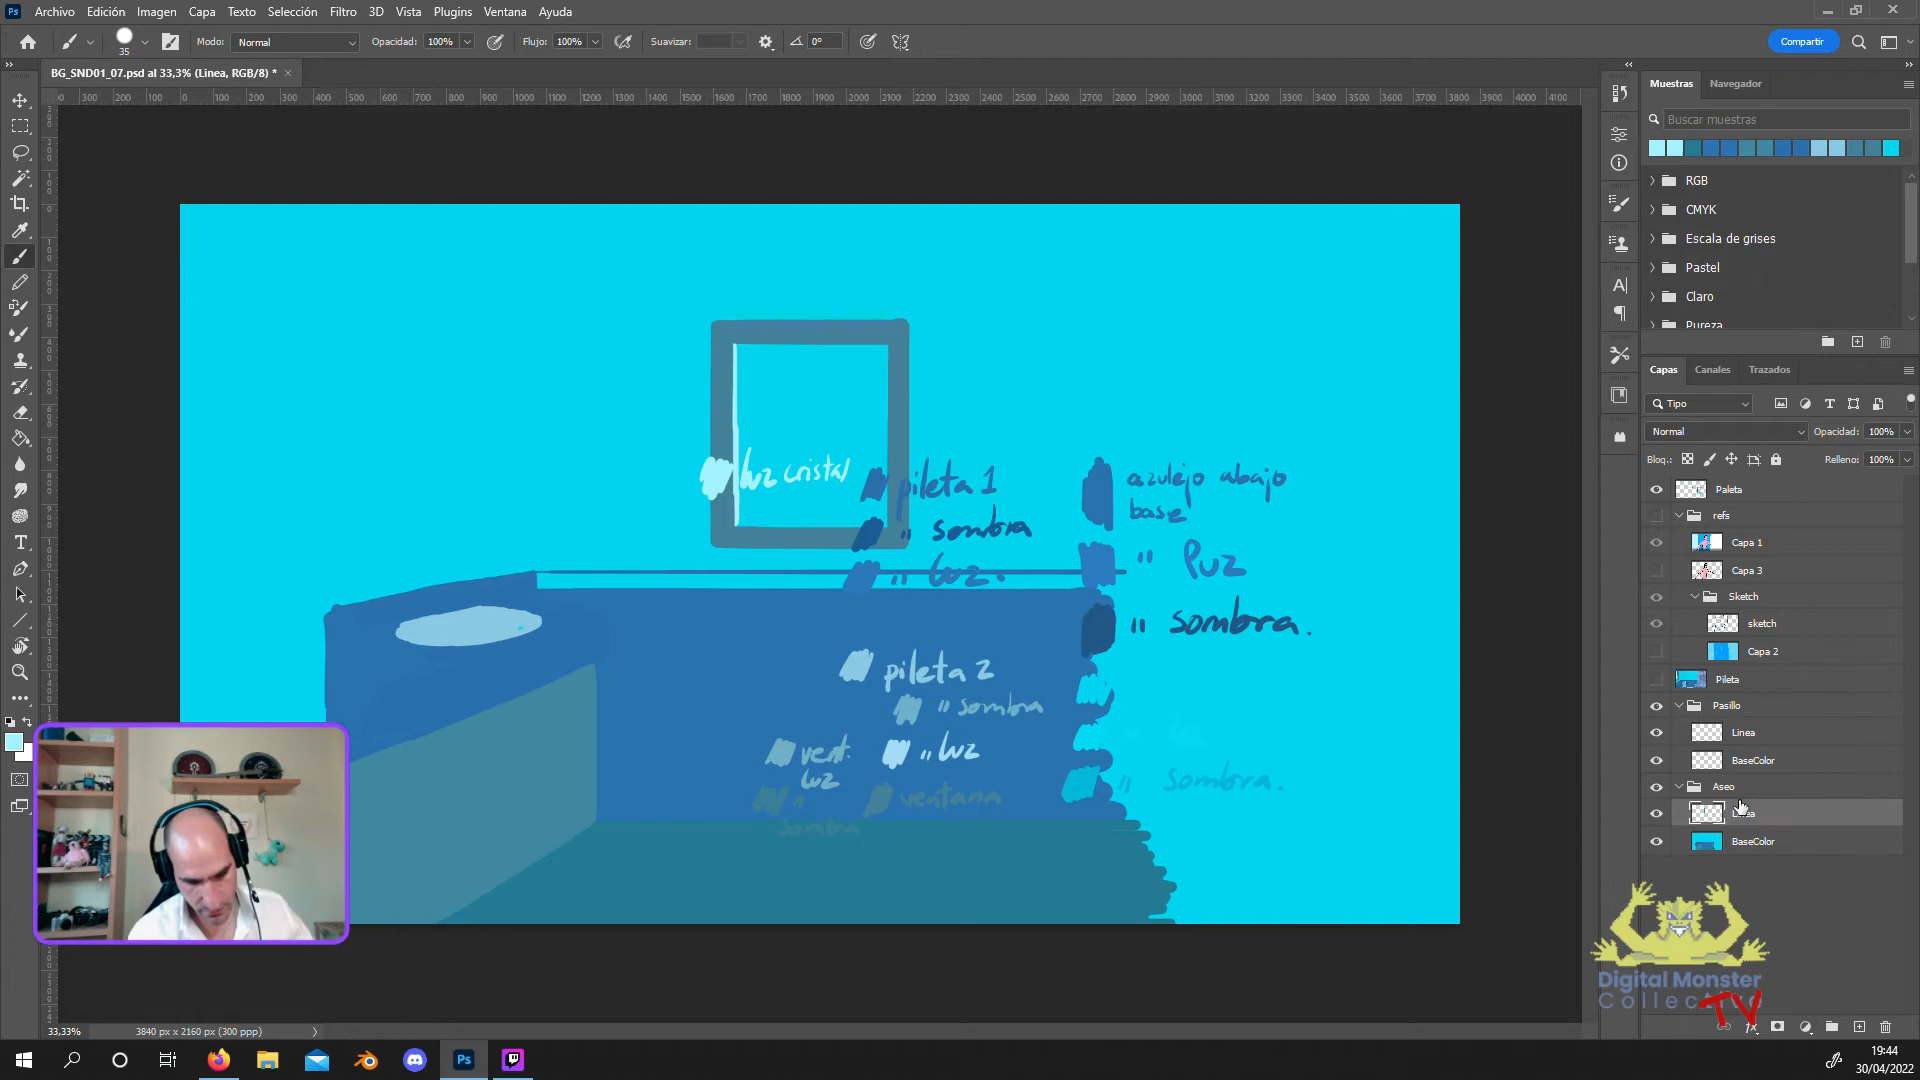 Ps Archivo Edición Imagen Capa Texto Selección Filtro 3D Vista Plugins Ventana Ayuda
35 Modo: Normal Opacidad: 100% Flujo: 100% Suavizar: 0° Compartir
BG_SND01_07.psd al 33,3% (Linea, RGB/8) *
Muestras Navegador
Buscar muestras
RGB
CMYK
Escala de grises
Pastel
Claro
Pureza
Capas Canales Trazados
Tipo
Normal Opacidad: 100%
Bloq.: Relleno: 100%
Paleta
refs
Capa 1
Capa 3
Sketch
sketch
Capa 2
Pileta
Pasillo
Linea
BaseColor
Aseo
Linea
BaseColor
luz cristal
pileta 1
" sombra
" luz.
azulejo abajo
base
" luz
" sombra.
pileta 2
" sombra
" luz
vent.
luz
" sombra
ventana
" sombra.
Digital Monster
Collective
TV
33,33% 3840 px x 2160 px (300 ppp)
19:44
30/04/2022